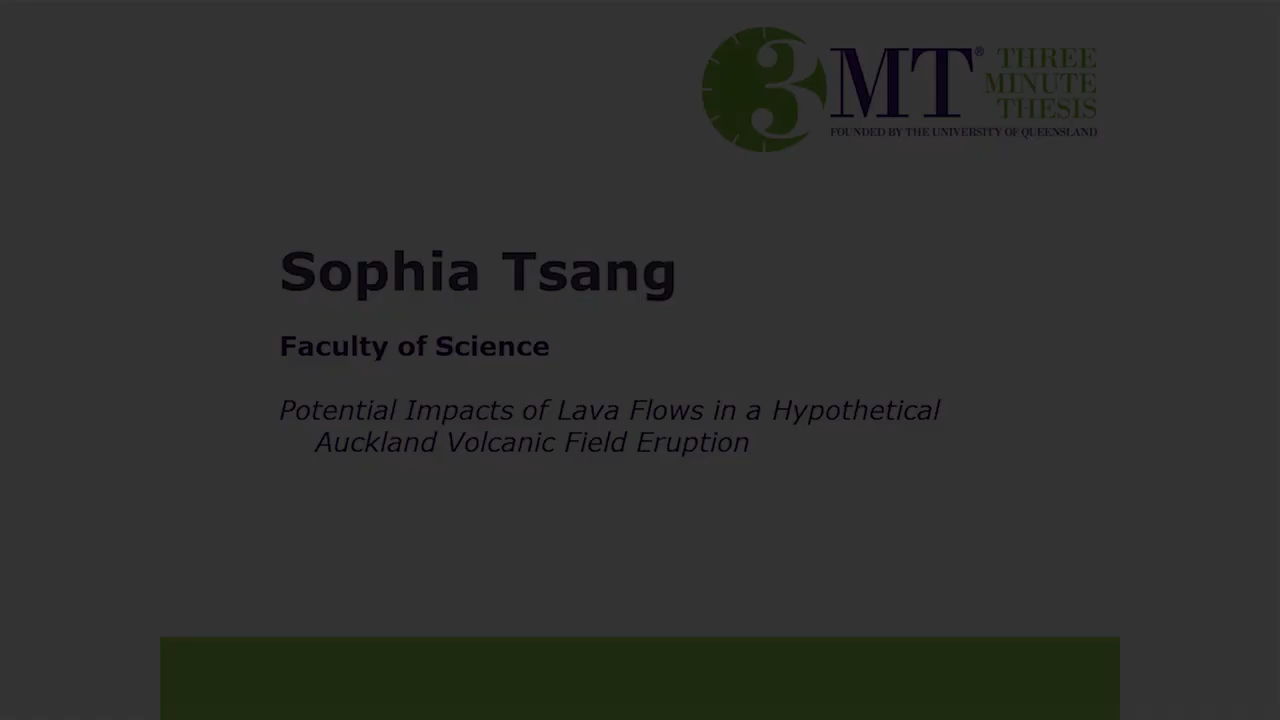 3MT® THREE
MINUTE
THESIS
FOUNDED BY THE UNIVERSITY OF QUEENSLAND
Sophia Tsang
Faculty of Science
Potential Impacts of Lava Flows in a Hypothetical
Auckland Volcanic Field Eruption